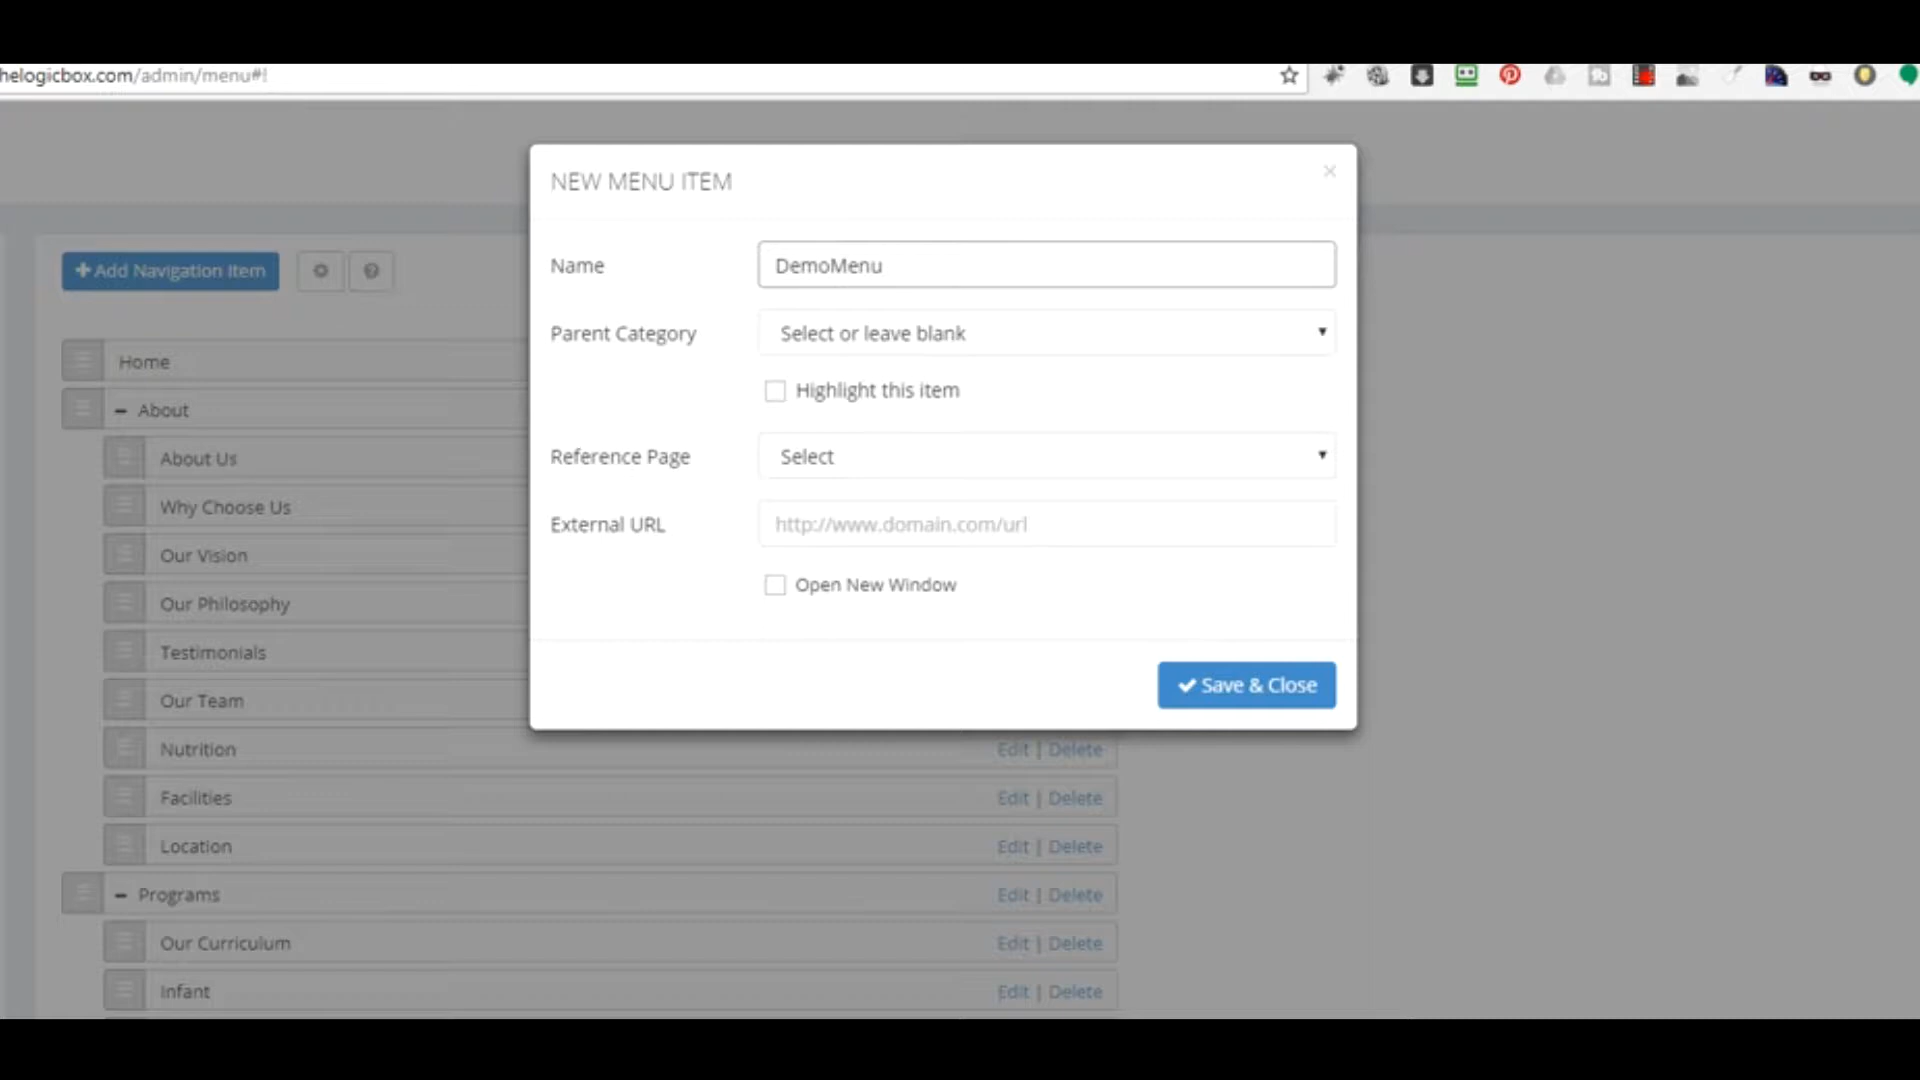 helogicbox.com/admin/menu#!
NEW MENU ITEM
×
Name
DemoMenu
Parent Category
Select or leave blank
Highlight this item
Reference Page
Select
External URL
http://www.domain.com/url
Open New Window
Save & Close
Add Navigation Item
Home
About
About Us
Why Choose Us
Our Vision
Our Philosophy
Testimonials
Our Team
Nutrition Edit | Delete
Facilities Edit | Delete
Location Edit | Delete
Programs Edit | Delete
Our Curriculum Edit | Delete
Infant Edit | Delete